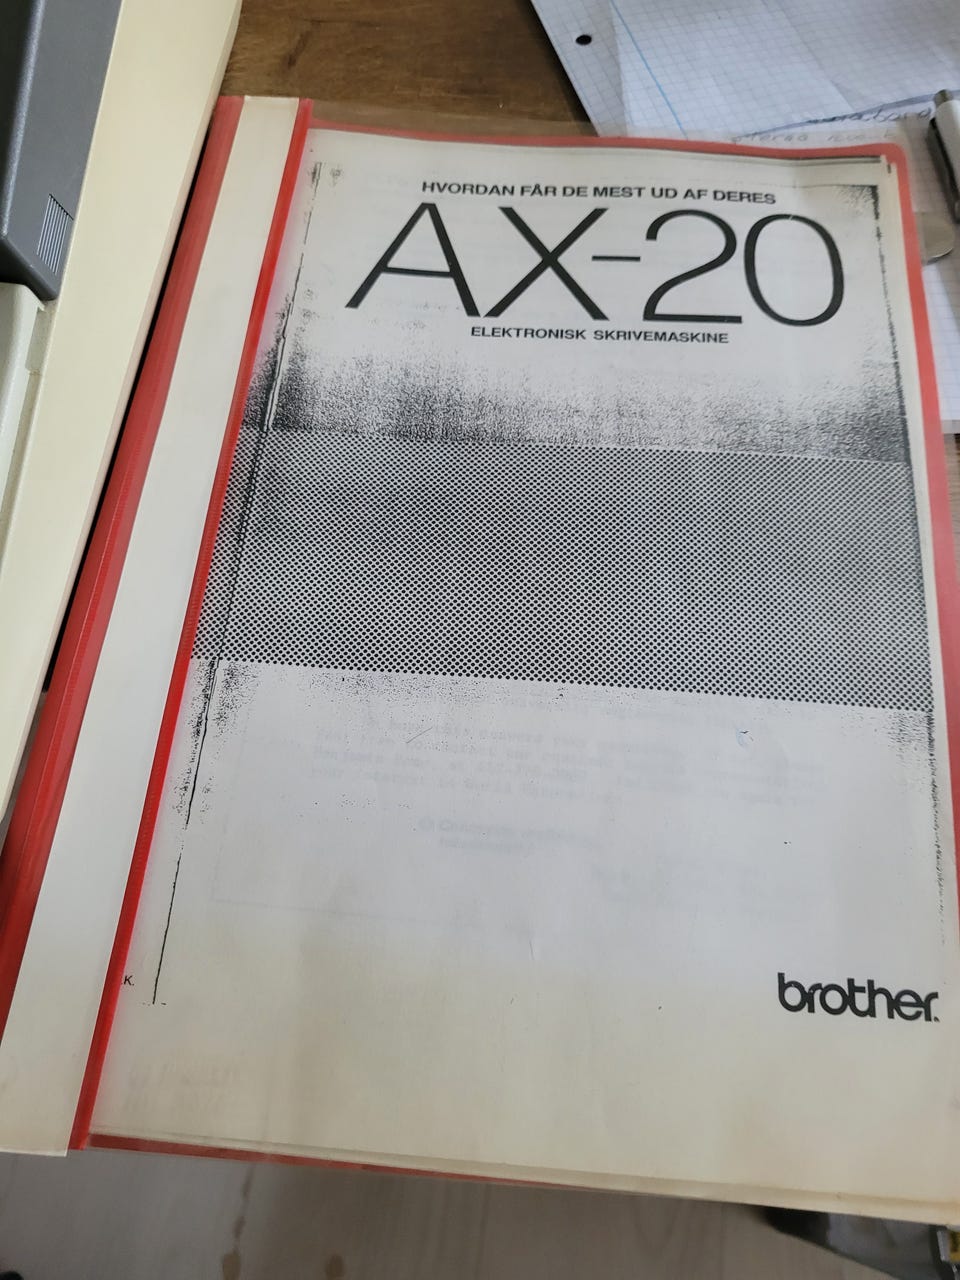 HVORDAN FÅR DE MEST UD AF DERES
AX-20
ELEKTRONISK SKRIVEMASKINE
.K.
brother.